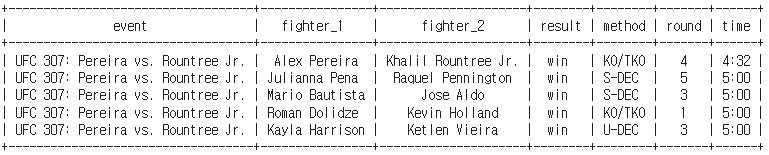 +-----------------------------------+----------------+---------------------+--------+--------+-------+------+
| event | fighter_1 | fighter_2 | result | method | round | time |
+-----------------------------------+----------------+---------------------+--------+--------+-------+------+
| UFC 307: Pereira vs. Rountree Jr. | Alex Pereira | Khalil Rountree Jr. | win | KO/TKO | 4 | 4:32 |
| UFC 307: Pereira vs. Rountree Jr. | Julianna Pena | Raquel Pennington | win | S-DEC | 5 | 5:00 |
| UFC 307: Pereira vs. Rountree Jr. | Mario Bautista | Jose Aldo | win | S-DEC | 3 | 5:00 |
| UFC 307: Pereira vs. Rountree Jr. | Roman Dolidze | Kevin Holland | win | KO/TKO | 1 | 5:00 |
| UFC 307: Pereira vs. Rountree Jr. | Kayla Harrison | Ketlen Vieira | win | U-DEC | 3 | 5:00 |
+-----------------------------------+----------------+---------------------+--------+--------+-------+------+